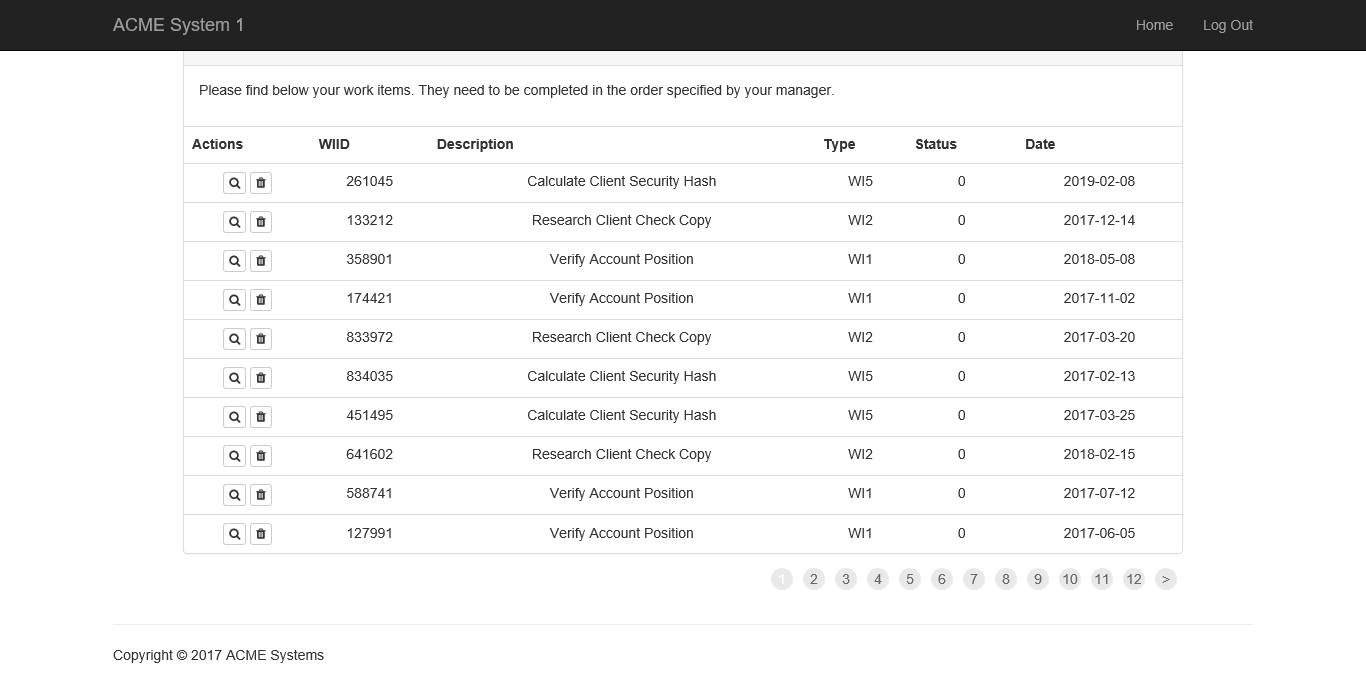 ACME System 1 Home Log Out
Please find below your work items. They need to be completed in the order specified by your manager.
Actions WIID Description Type Status Date
261045 Calculate Client Security Hash WI5 0 2019-02-08
133212 Research Client Check Copy WI2 0 2017-12-14
358901 Verify Account Position WI1 0 2018-05-08
174421 Verify Account Position WI1 0 2017-11-02
833972 Research Client Check Copy WI2 0 2017-03-20
834035 Calculate Client Security Hash WI5 0 2017-02-13
451495 Calculate Client Security Hash WI5 0 2017-03-25
641602 Research Client Check Copy WI2 0 2018-02-15
588741 Verify Account Position WI1 0 2017-07-12
127991 Verify Account Position WI1 0 2017-06-05
1 2 3 4 5 6 7 8 9 10 11 12 >
Copyright © 2017 ACME Systems